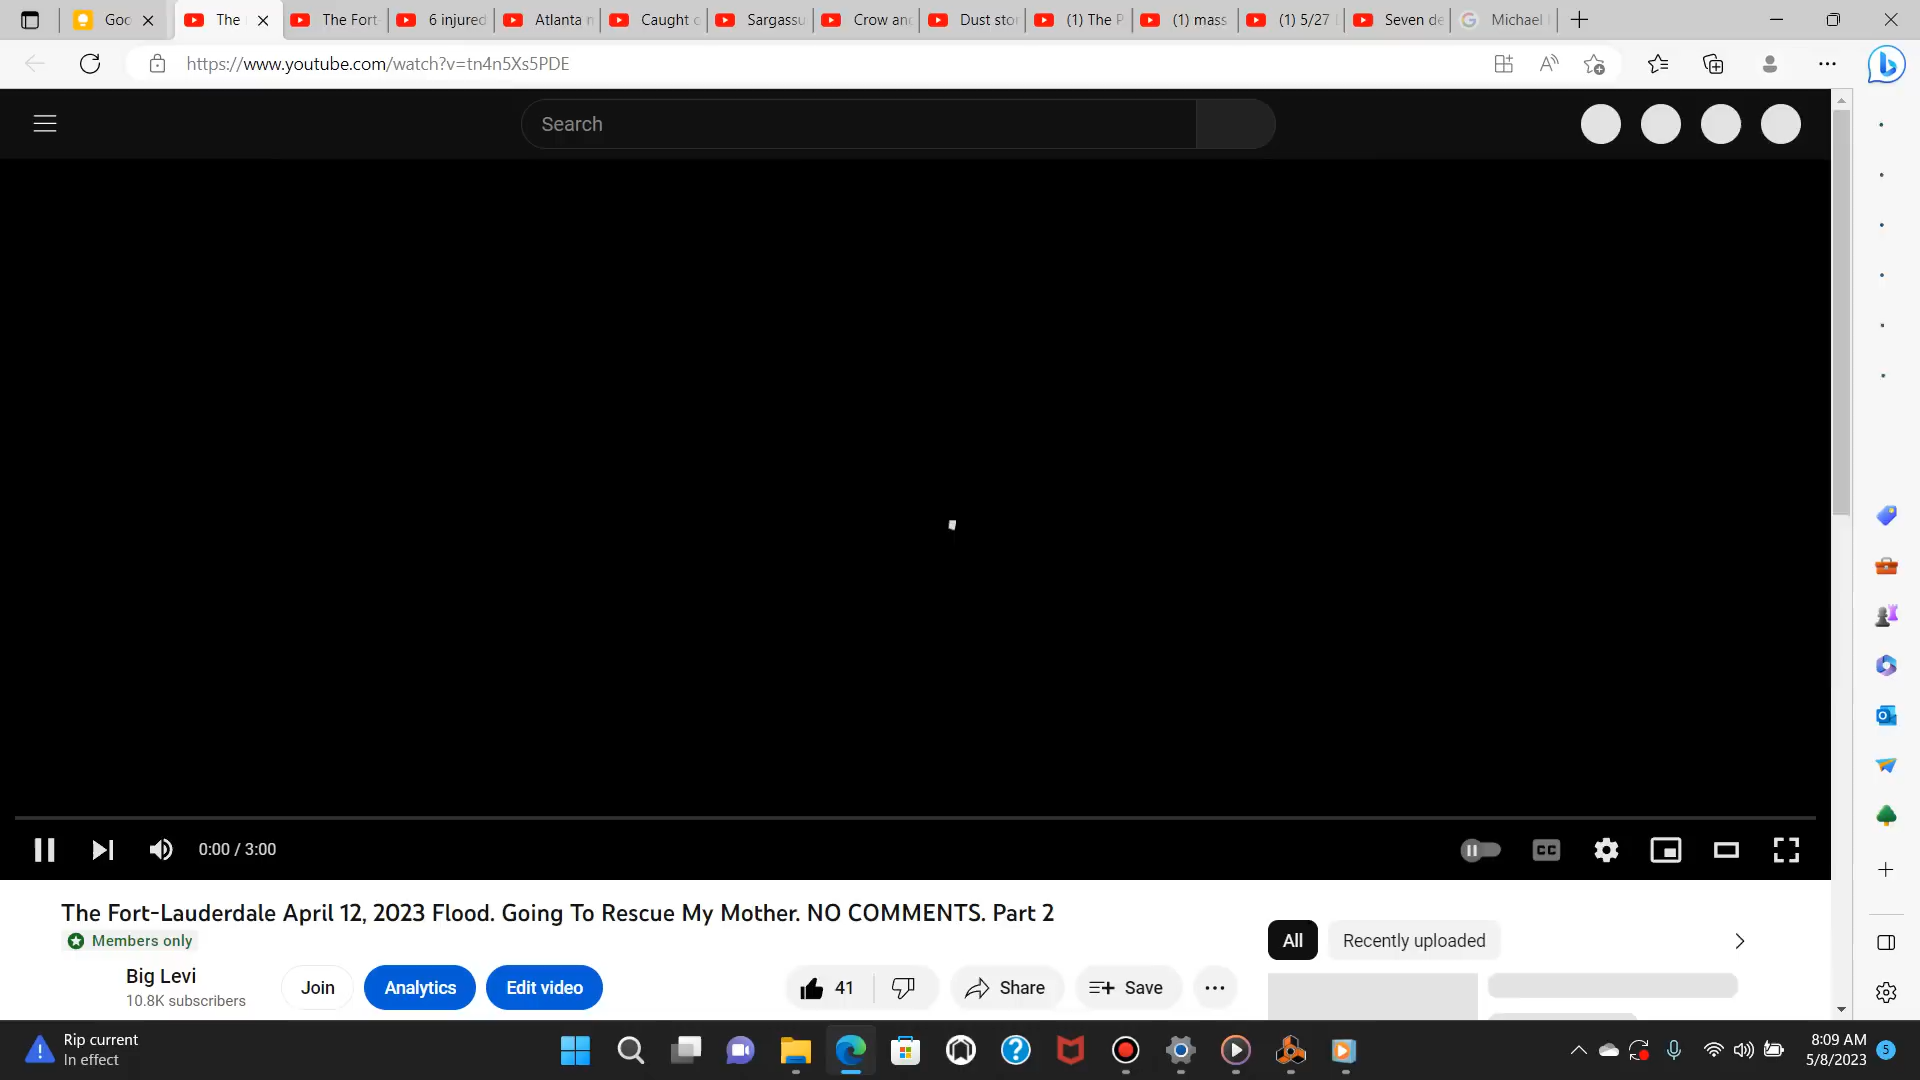 Goo
The
The Fort-
6 injured
Atlanta
Caught
Sargassu
Crow an
Dust sto
(1) The P
(1) mass
(1) 5/27
Seven de
Michael
https://www.youtube.com/watch?v=tn4n5Xs5PDE
Search
0:00 / 3:00
CC
The Fort-Lauderdale April 12, 2023 Flood. Going To Rescue My Mother. NO COMMENTS. Part 2
Members only
Big Levi
10.8K subscribers
Join
Analytics
Edit video
41
Share
Save
All
Recently uploaded
Rip current
In effect
8:09 AM
5/8/2023
5